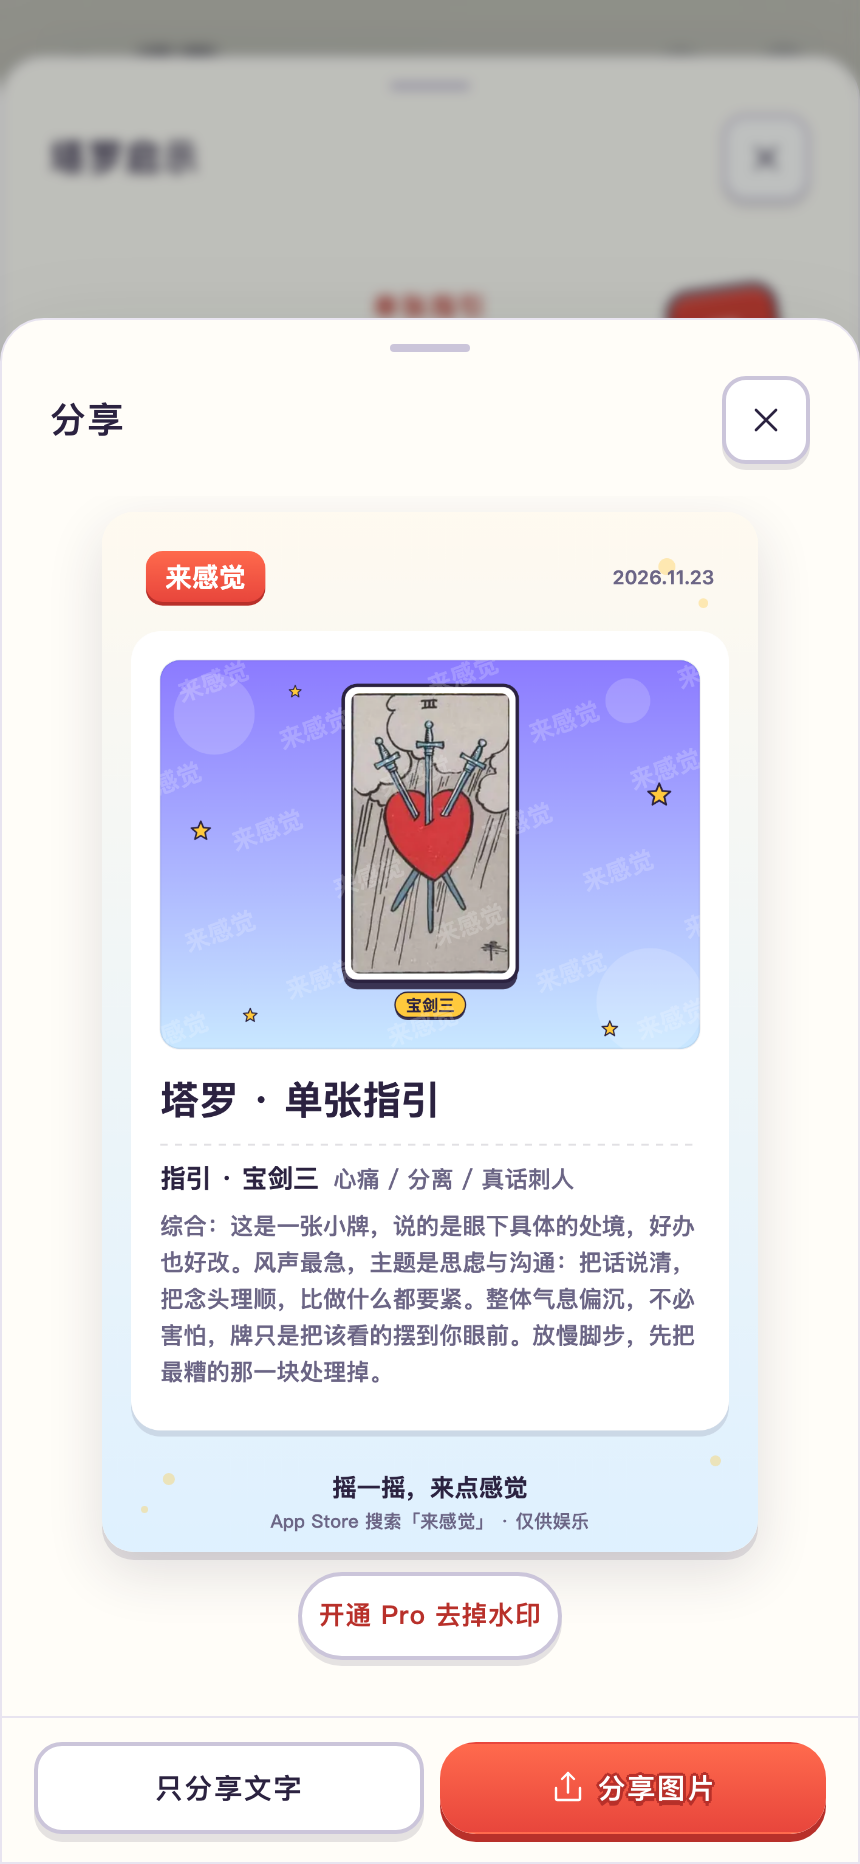 塔罗启示
单张指引
分享
来感觉
2026.11.23
III
宝剑三
塔罗 · 单张指引
指引 · 宝剑三 心痛 / 分离 / 真话刺人
综合：这是一张小牌，说的是眼下具体的处境，好办
也好改。风声最急，主题是思虑与沟通：把话说清，
把念头理顺，比做什么都要紧。整体气息偏沉，不必
害怕，牌只是把该看的摆到你眼前。放慢脚步，先把
最糟的那一块处理掉。
摇一摇，来点感觉
App Store 搜索「来感觉」 · 仅供娱乐
开通 Pro 去掉水印
只分享文字
分享图片